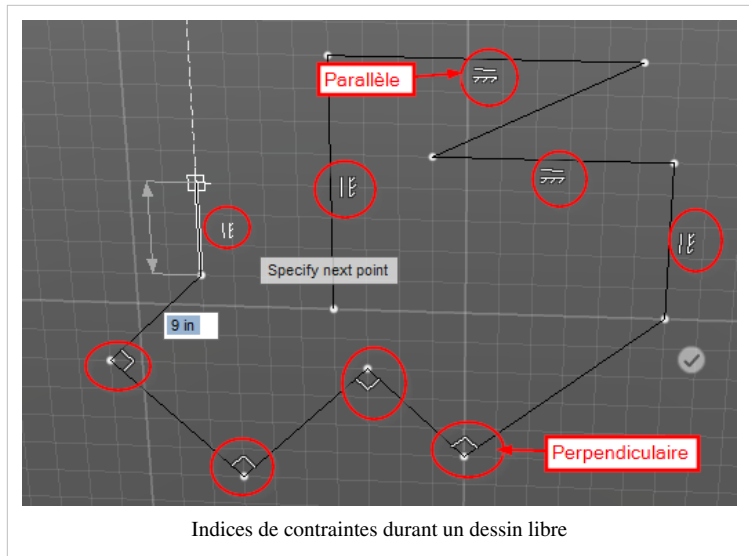 Parallèle
Specify next point
9 in
Perpendiculaire
Indices de contraintes durant un dessin libre